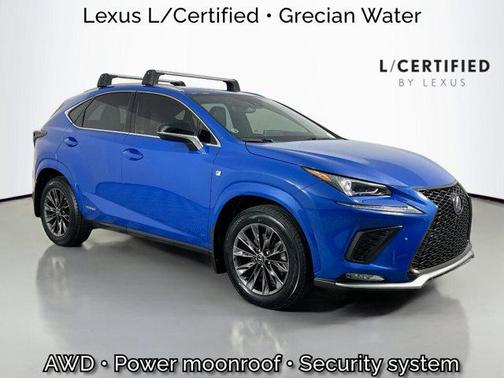 Lexus L/Certified • Grecian Water
L/CERTIFIED
BY LEXUS
AWD • Power moonroof • Security system